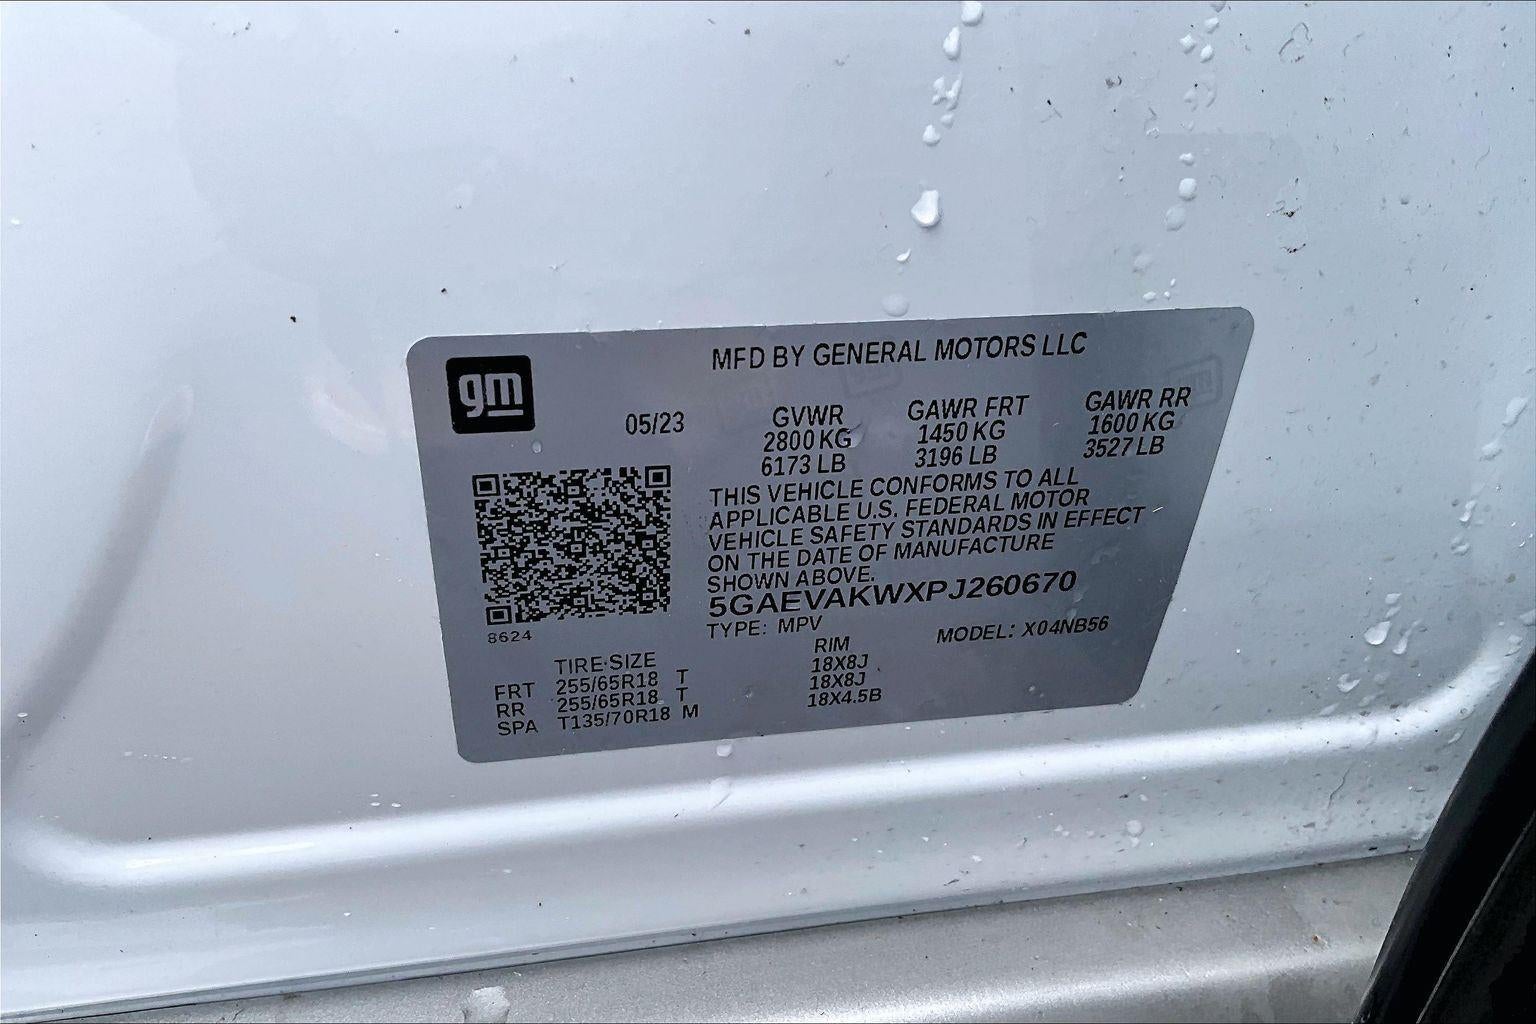 gm
MFD BY GENERAL MOTORS LLC
05/23
GVWR GAWR FRT GAWR RR
2800 KG 1450 KG 1600 KG
6173 LB 3196 LB 3527 LB
THIS VEHICLE CONFORMS TO ALL
APPLICABLE U.S. FEDERAL MOTOR
VEHICLE SAFETY STANDARDS IN EFFECT
ON THE DATE OF MANUFACTURE
SHOWN ABOVE.
5GAEVAKWXPJ260670
8624
TYPE: MPV MODEL: X04NB56
TIRE SIZE RIM
FRT 255/65R18 T 18X8J
RR 255/65R18 T 18X8J
SPA T135/70R18 M 18X4.5B